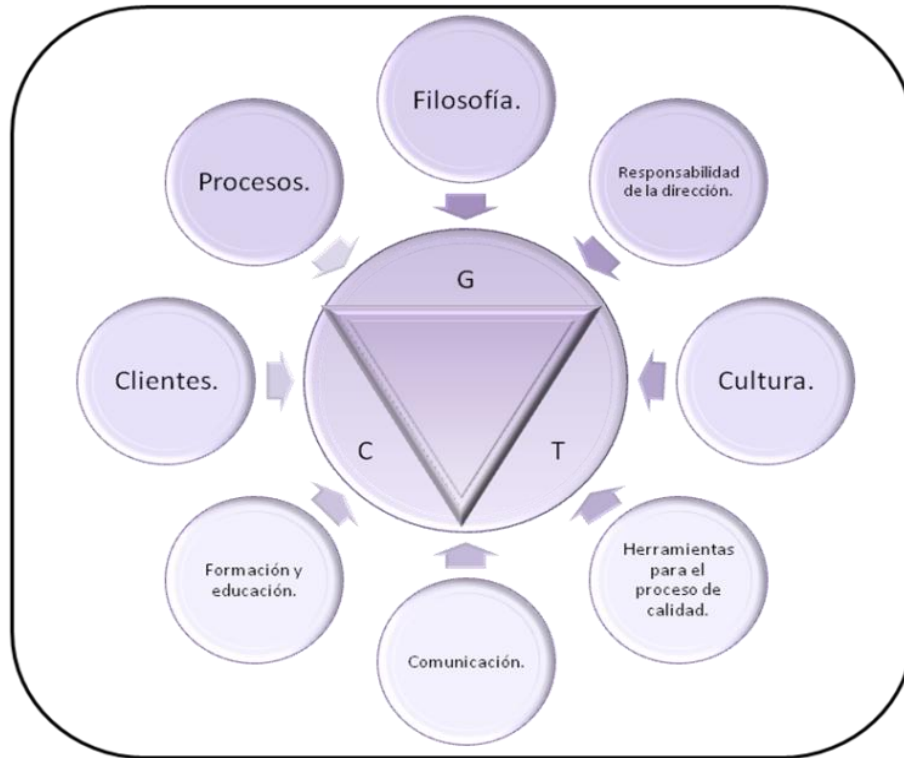 Filosofía.
Responsabilidad
de la dirección.
Procesos.
G
Clientes.
Cultura.
C
T
Herramientas
para el
proceso de
calidad.
Formación y
educación.
Comunicación.